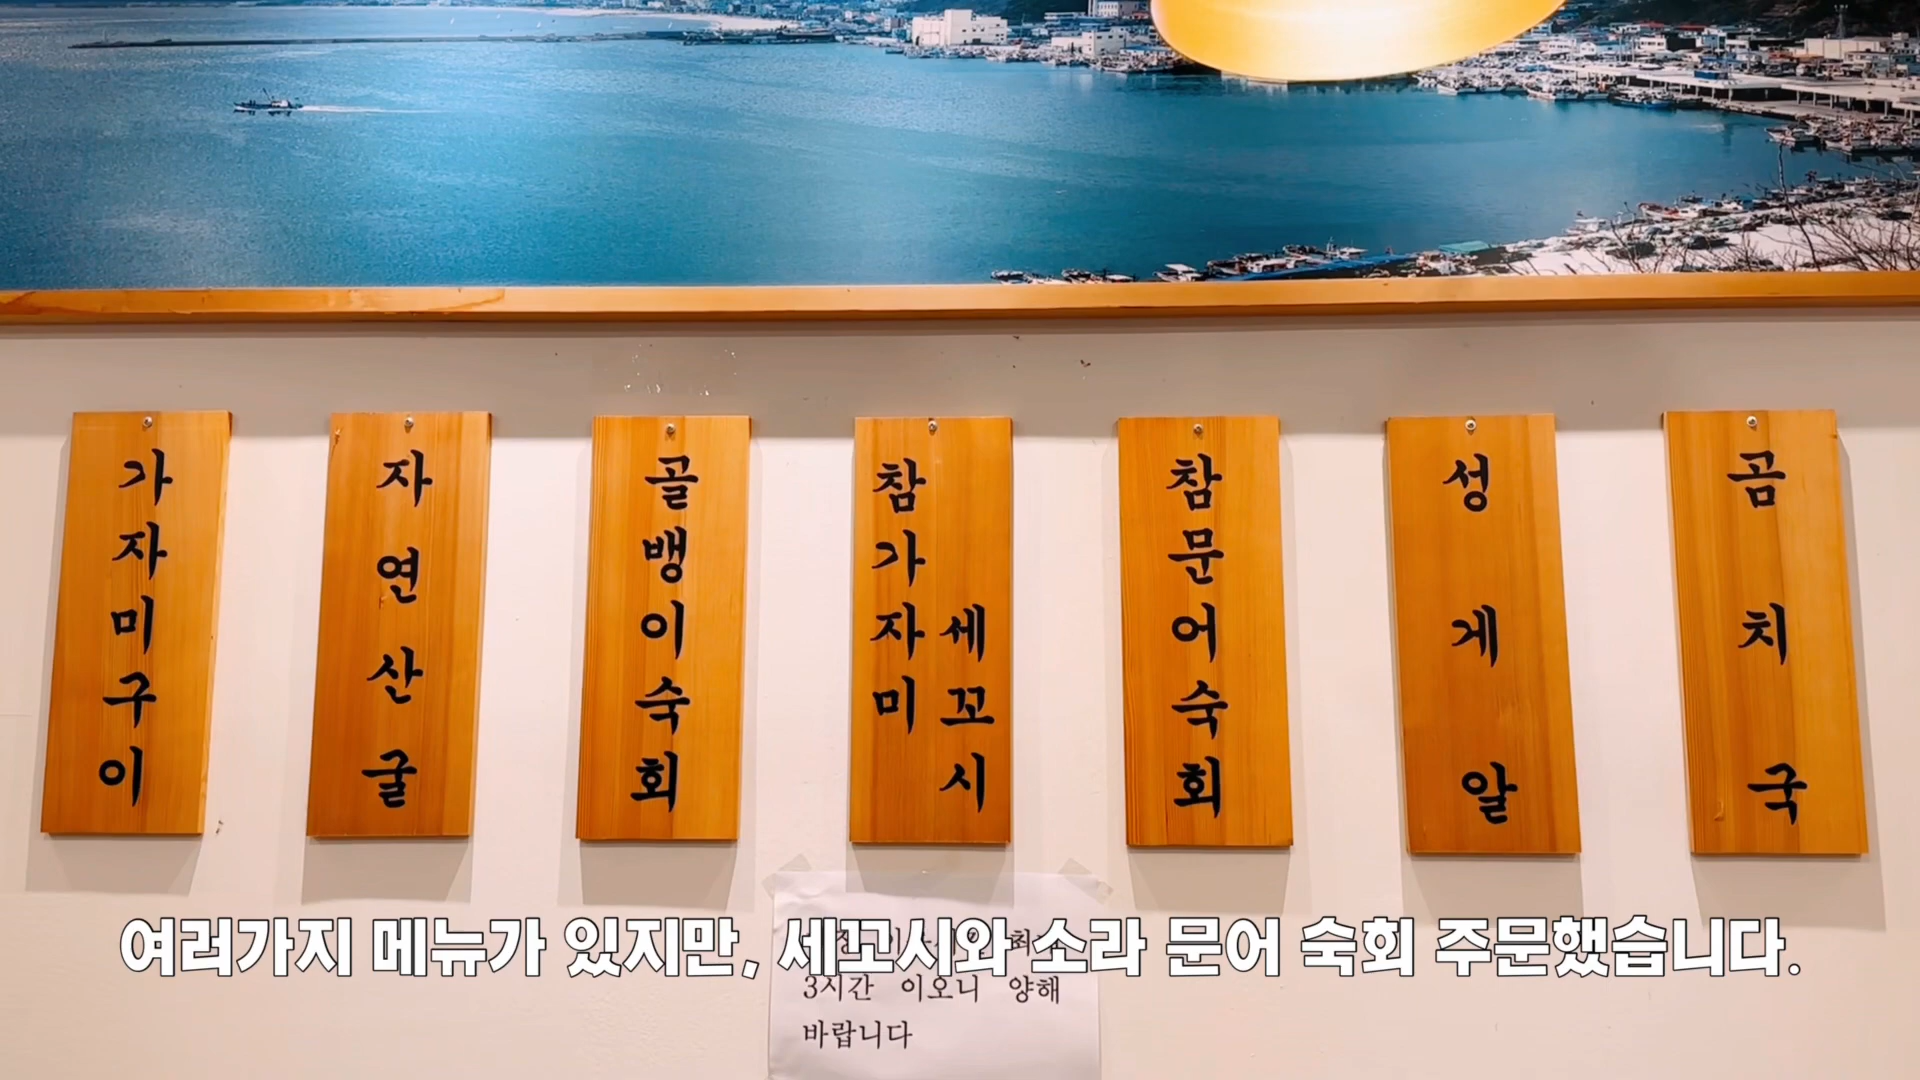 가자미구이
자연산굴
골뱅이숙회
참가자미
세꼬시
참문어숙회
성게알
곰치국
여러가지 메뉴가 있지만, 세꼬시와 소라 문어 숙회 주문했습니다.
3시간 이오니 양해
바랍니다